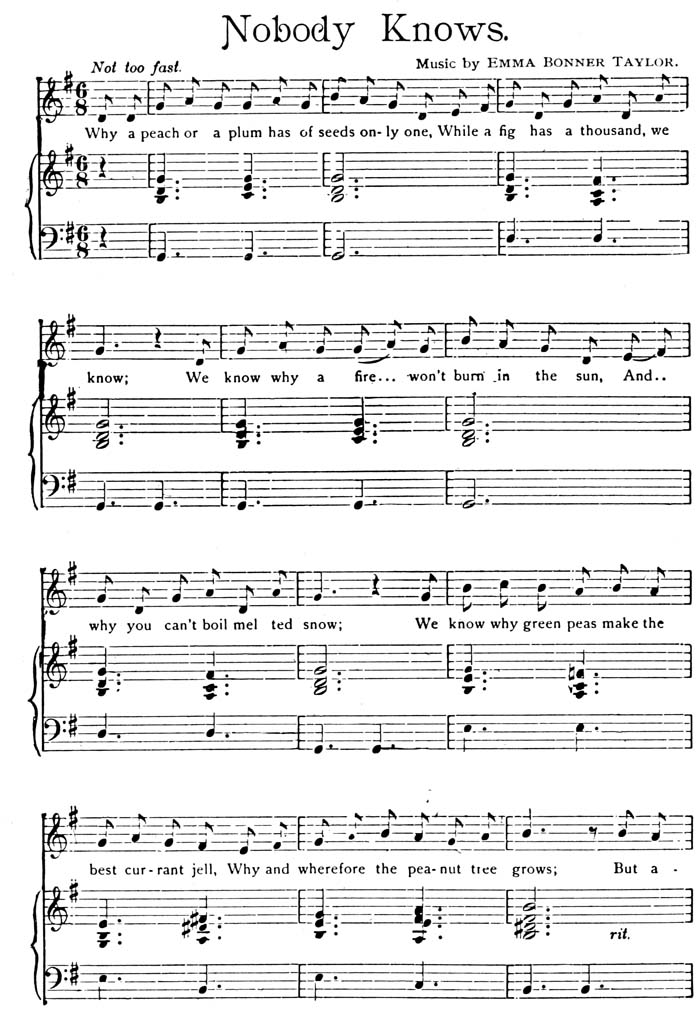 Nobody Knows.
Not too fast. Music by EMMA BONNER TAYLOR.
Why a peach or a plum has of seeds on-ly one, While a fig has a thousand, we
know; We know why a fire... won't burn in the sun, And..
why you can't boil mel ted snow; We know why green peas make the
best cur-rant jell, Why and wherefore the pea-nut tree grows; But a-
rit.